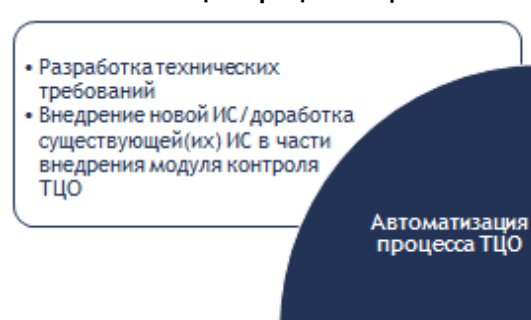 • Разработка технических
требований
• Внедрение новой ИС/доработка
существующей(их) ИС в части
внедрения модуля контроля
ТЦО
Автоматизация
процесса ТЦО